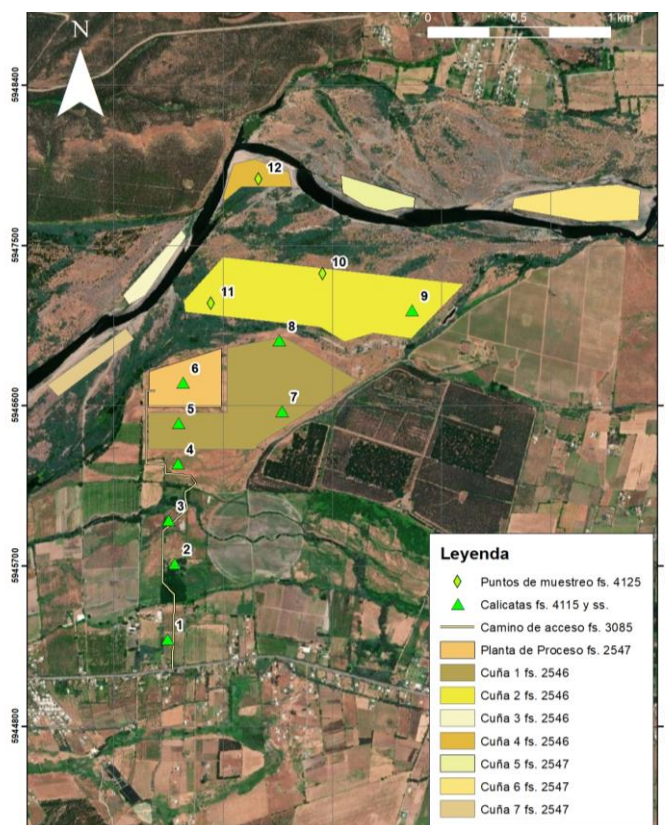 N
0 0,5 1 km
5948400
12
5947500
10
11
9
8
6
7
5946600
5
4
3
5945700
2
1
5944800
Leyenda
Puntos de muestreo fs. 4125
Calicatas fs. 4115 y ss.
Camino de acceso fs. 3085
Planta de Proceso fs. 2547
Cuña 1 fs. 2546
Cuña 2 fs. 2546
Cuña 3 fs. 2546
Cuña 4 fs. 2546
Cuña 5 fs. 2547
Cuña 6 fs. 2547
Cuña 7 fs. 2547